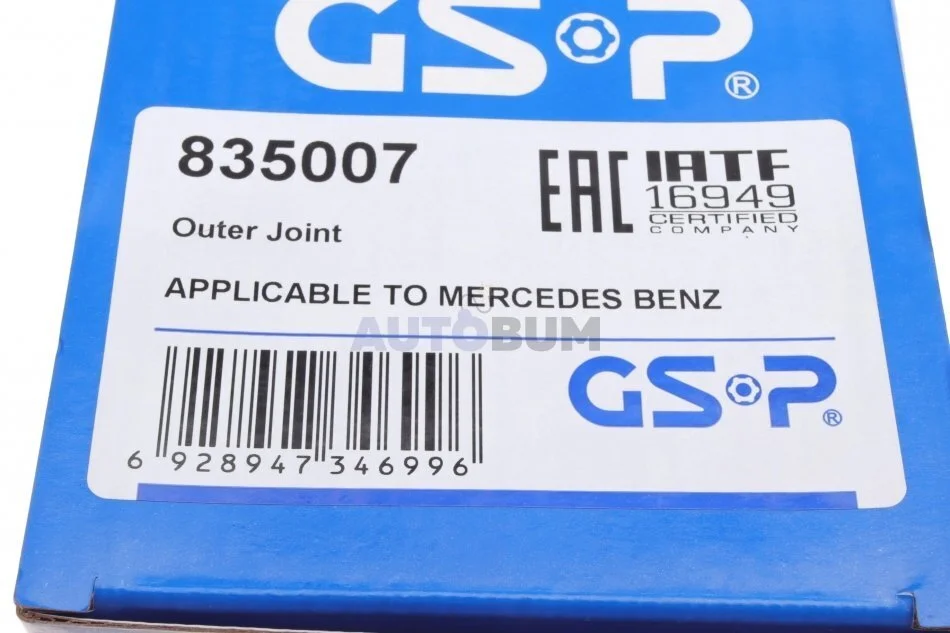 GSP®
835007
EAC
IATF
16949
CERTIFIED
COMPANY
Outer Joint
APPLICABLE TO MERCEDES BENZ
AUTOBUM
GSP®
6 928947 346996